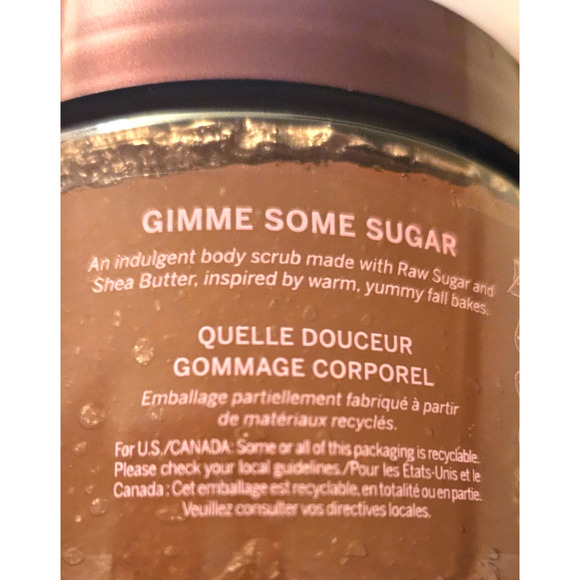 GIMME SOME SUGAR
An indulgent body scrub made with Raw Sugar and
Shea Butter, inspired by warm, yummy fall bakes.
QUELLE DOUCEUR
GOMMAGE CORPOREL
Emballage partiellement fabriqué à partir
de matériaux recyclés.
For U.S./CANADA: Some or all of this packaging is recyclable.
Please check your local guidelines./Pour les États-Unis et le
Canada : Cet emballage est recyclable, en totalité ou en partie.
Veuillez consulter vos directives locales.